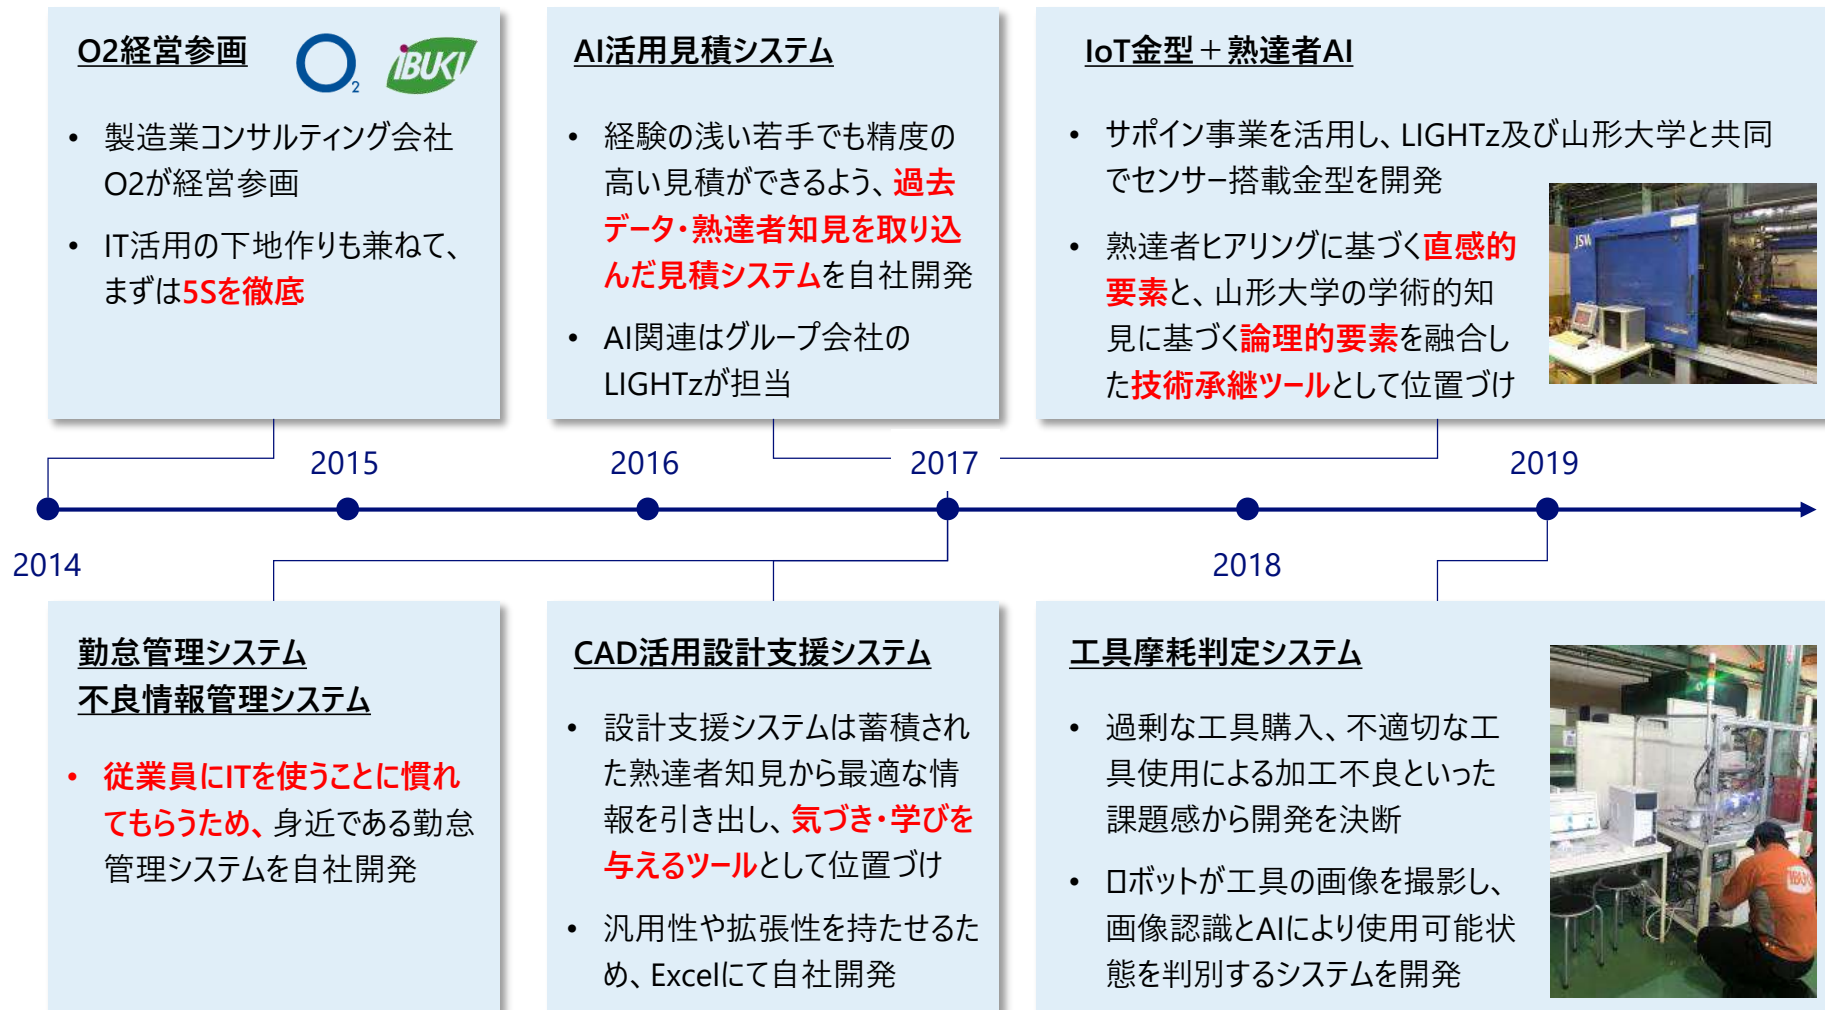 O2経営参画
O2
iBUKI
・ 製造業コンサルティング会社
O2が経営参画
・ IT活用の下地作りも兼ねて、
まずは5Sを徹底
AI活用見積システム
・ 経験の浅い若手でも精度の
高い見積ができるよう、過去
データ・熟達者知見を取り込
んだ見積システムを自社開発
・ AI関連はグループ会社の
LIGHTzが担当
IoT金型＋熟達者AI
・ サポイン事業を活用し、LIGHTz及び山形大学と共同
でセンサー搭載金型を開発
・ 熟達者ヒアリングに基づく直感的
要素と、山形大学の学術的知
見に基づく論理的要素を融合し
た技術承継ツールとして位置づけ
JSW
2015
2016
2017
2019
2014
2018
勤怠管理システム
不良情報管理システム
・ 従業員にITを使うことに慣れ
てもらうため、身近である勤怠
管理システムを自社開発
CAD活用設計支援システム
・ 設計支援システムは蓄積され
た熟達者知見から最適な情
報を引き出し、気づき・学びを
与えるツールとして位置づけ
・ 汎用性や拡張性を持たせるた
め、Excelにて自社開発
工具摩耗判定システム
・ 過剰な工具購入、不適切な工
具使用による加工不良といった
課題感から開発を決断
・ ロボットが工具の画像を撮影し、
画像認識とAIにより使用可能状
態を判別するシステムを開発
IBUKI